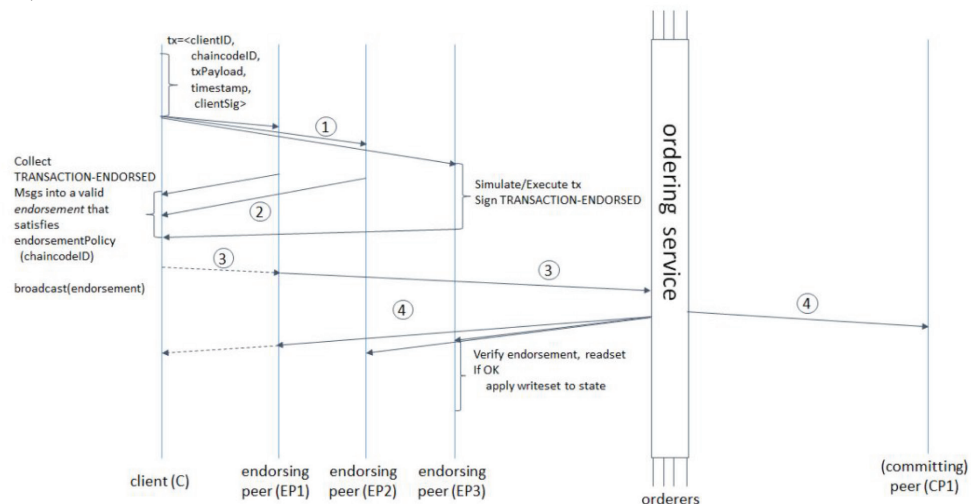 tx=<clientID,
chaincodeID,
txPayload,
timestamp,
clientSig>
1
Collect
TRANSACTION-ENDORSED
Msgs into a valid
endorsement that
satisfies
endorsementPolicy
(chaincodeID)
Simulate/Execute tx
Sign TRANSACTION-ENDORSED
2
3
3
broadcast(endorsement)
4
4
Verify endorsement, readset
If OK
apply writeset to state
ordering service
client (C)
endorsing
peer (EP1)
endorsing
peer (EP2)
endorsing
peer (EP3)
orderers
(committing)
peer (CP1)